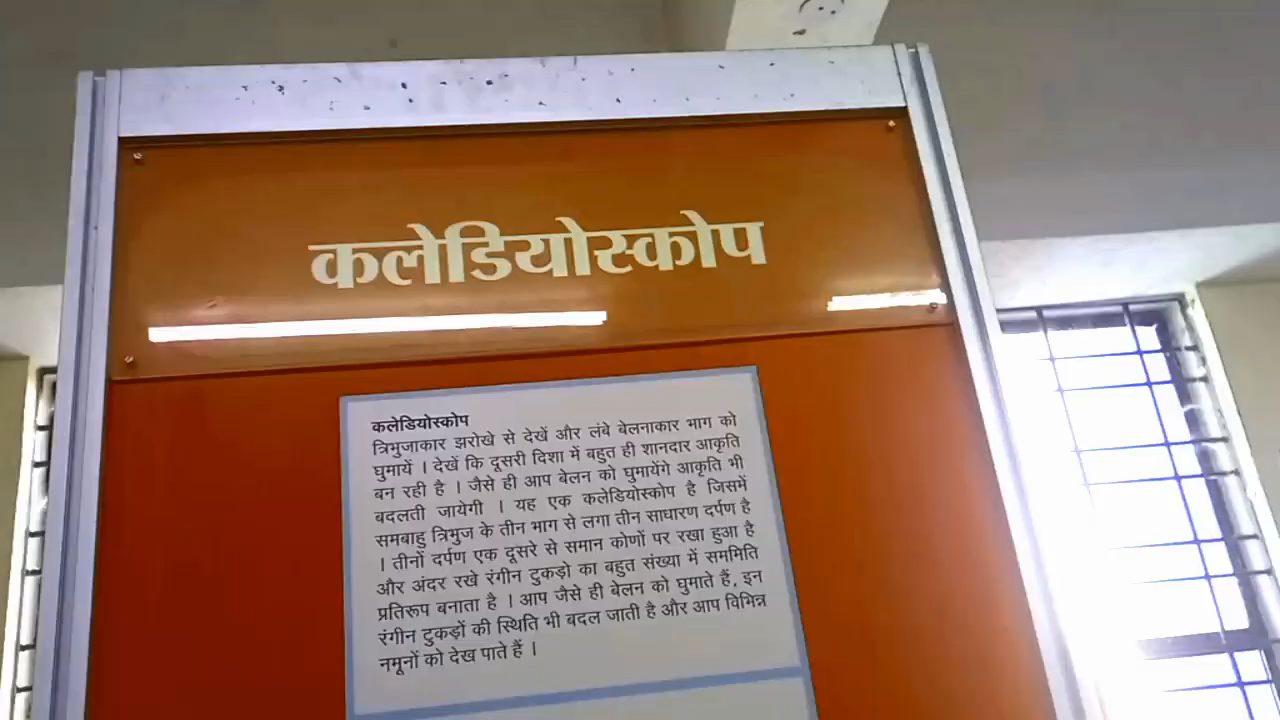 कलेडियोस्कोप
कलेडियोस्कोप
त्रिभुजाकार झरोखे से देखें और लंबे बेलनाकार भाग को
घुमायें । देखें कि दूसरी दिशा में बहुत ही शानदार आकृति
बन रही है । जैसे ही आप बेलन को घुमायेंगे आकृति भी
बदलती जायेगी । यह एक कलेडियोस्कोप है जिसमें
समबाहु त्रिभुज के तीन भाग से लगा तीन साधारण दर्पण है
। तीनों दर्पण एक दूसरे से समान कोणों पर रखा हुआ है
और अंदर रखे रंगीन टुकड़ो का बहुत संख्या में सममिति
प्रतिरूप बनाता है । आप जैसे ही बेलन को घुमाते हैं, इन
रंगीन टुकड़ों की स्थिति भी बदल जाती है और आप विभिन्न
नमूनों को देख पाते हैं ।